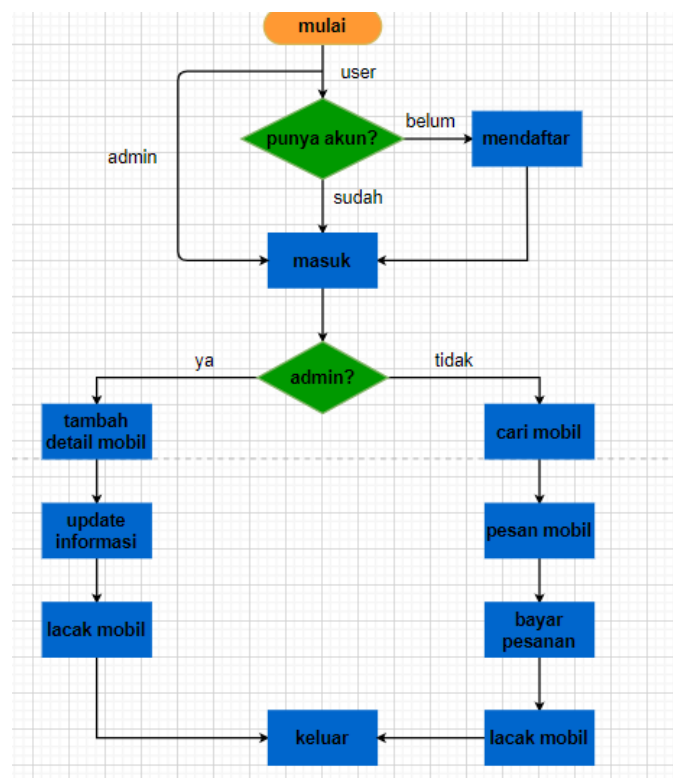 mulai
user
punya akun?
belum
mendaftar
admin
sudah
masuk
ya
admin?
tidak
tambah
detail mobil
cari mobil
update
informasi
pesan mobil
lacak mobil
bayar
pesanan
keluar
lacak mobil